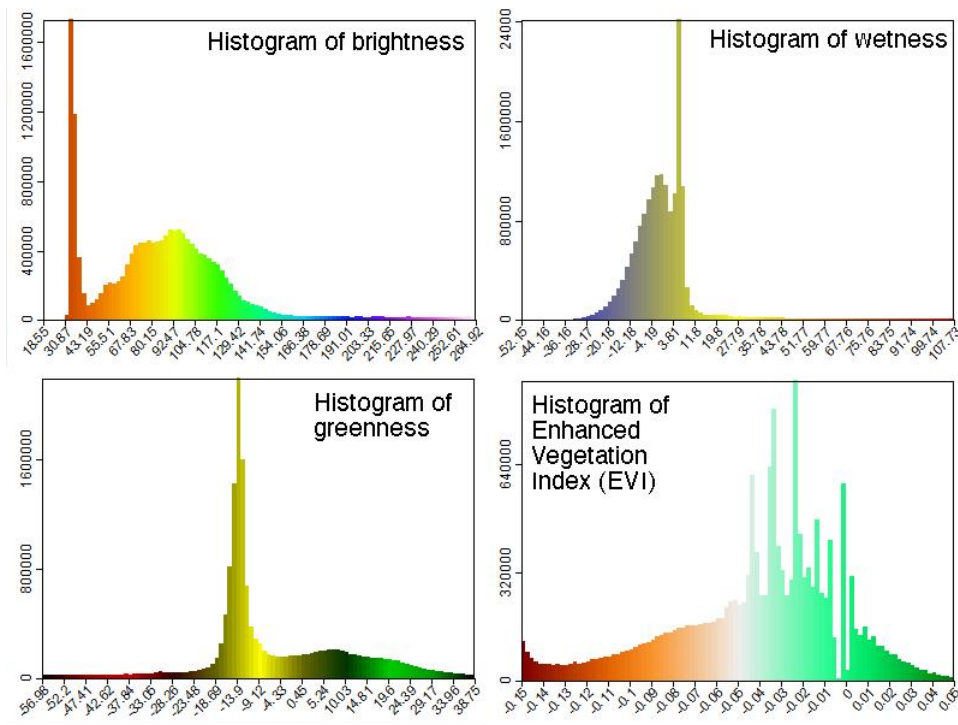 Histogram of brightness
1600000
1200000
800000
400000
0
18.55 30.87 43.19 55.51 67.83 80.15 92.47 104.78 117.1 129.42 141.74 154.06 166.38 178.69 191.01 203.33 215.65 227.97 240.29 252.61 264.92
Histogram of wetness
24000
1600000
800000
0
-52.15 -44.16 -36.16 -28.17 -20.18 -12.18 -4.19 3.81 11.8 27.79 35.78 43.78 51.77 59.77 67.76 75.76 83.75 91.74 99.74 107.73
Histogram of
greenness
1600000
800000
0
-56.98 -52.2 -47.41 -42.62 -37.84 -33.05 -28.26 -23.48 -18.69 -13.9 -9.12 -4.33 0.45 5.24 10.03 14.81 19.6 24.39 29.17 33.96 38.75
Histogram of
Enhanced
Vegetation
Index (EVI)
640000
320000
0
-0.15 -0.14 -0.13 -0.12 -0.11 -0.09 -0.08 -0.07 -0.06 -0.05 -0.04 -0.03 -0.02 -0.01 0 0.01 0.02 0.03 0.04 0.05